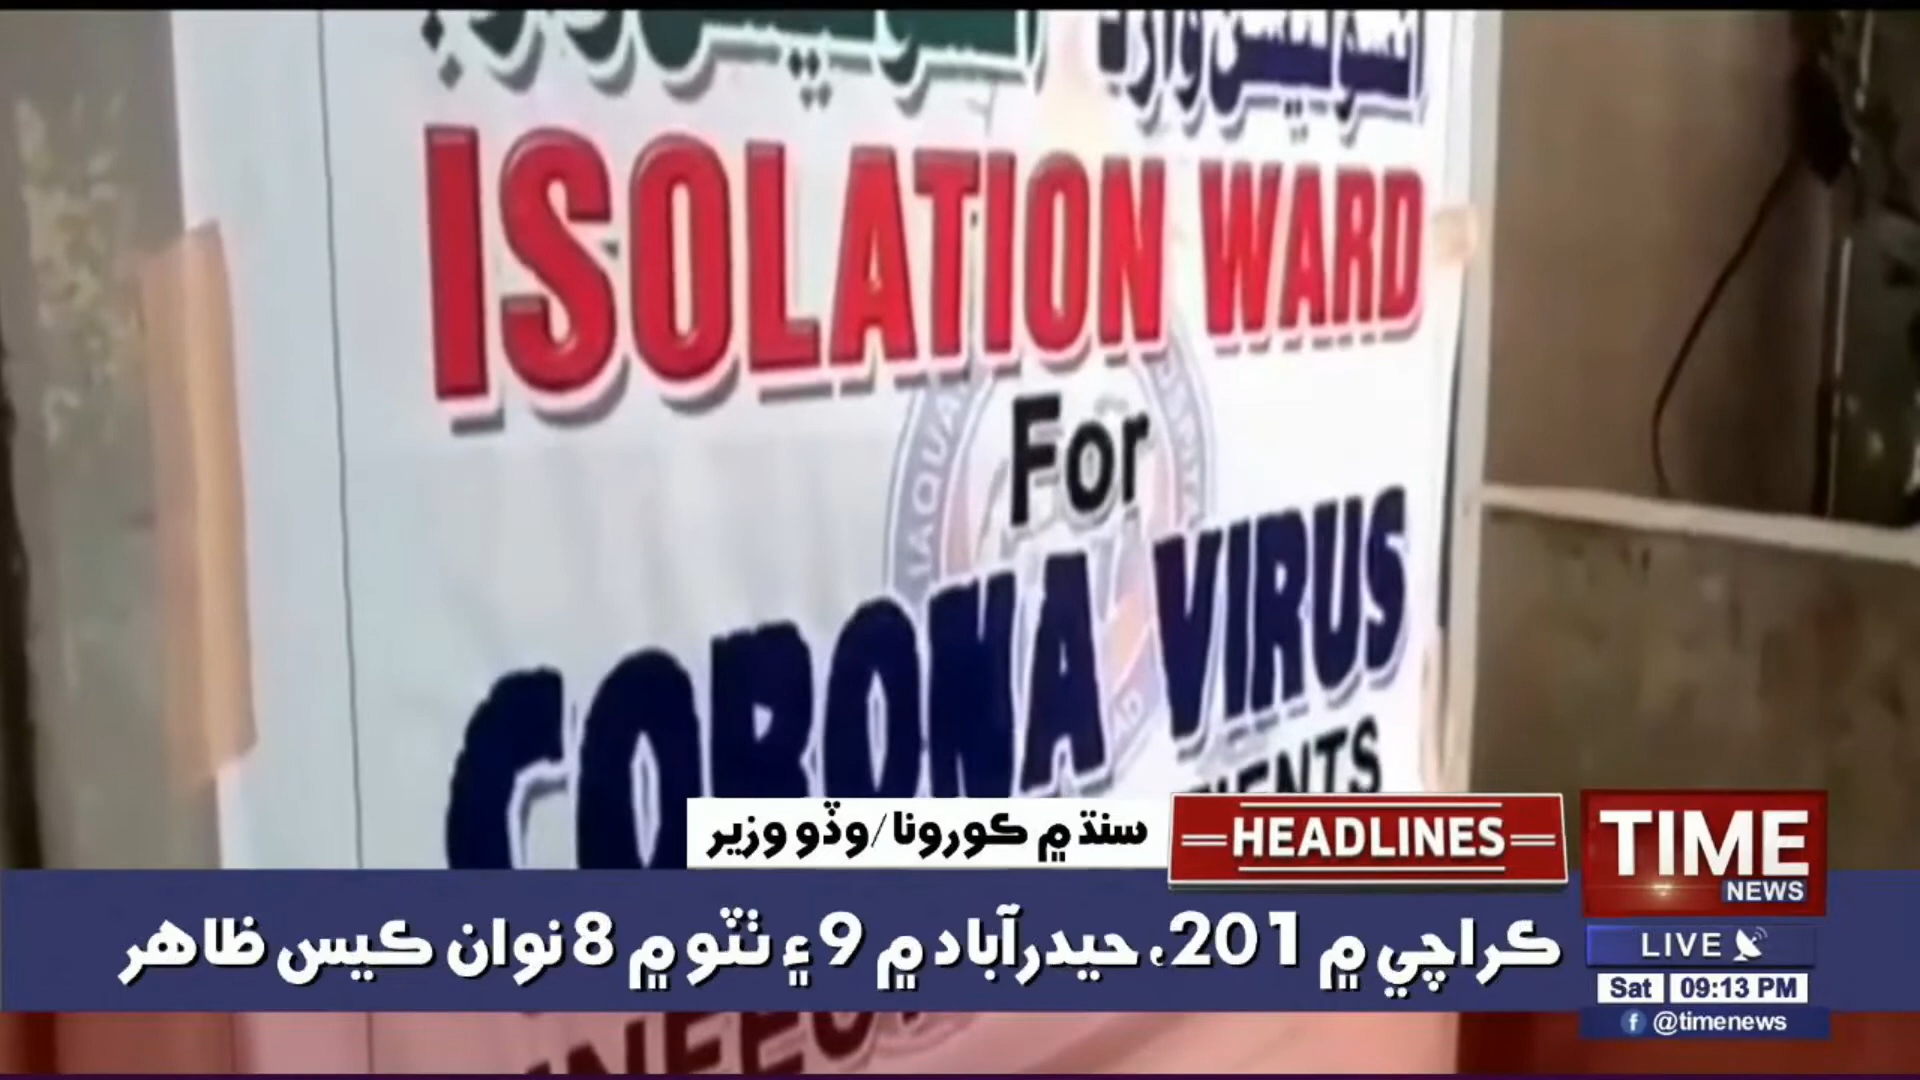 ISOLATION WARD
For
CORONA VIRUS
سنڌ ۾ ڪورونا/وڏو وزير
HEADLINES
ڪراچي ۾ 201، حيدرآباد ۾ 9 ۽ ٺٽو ۾ 8 نوان ڪيس ظاهر
TIME
NEWS
LIVE
Sat 09:13 PM
@timenews